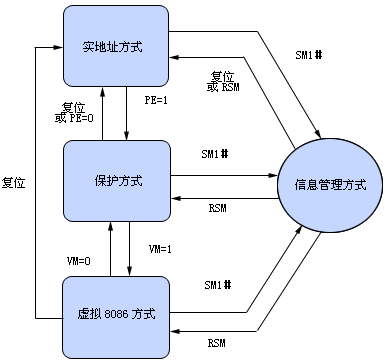 实地址方式
SM1#
复位
或 RSM
复位
或 PE=0
PE=1
SM1#
保护方式
信息管理方式
复位
RSM
VM=0
VM=1
SM1#
虚拟 8086 方式
RSM